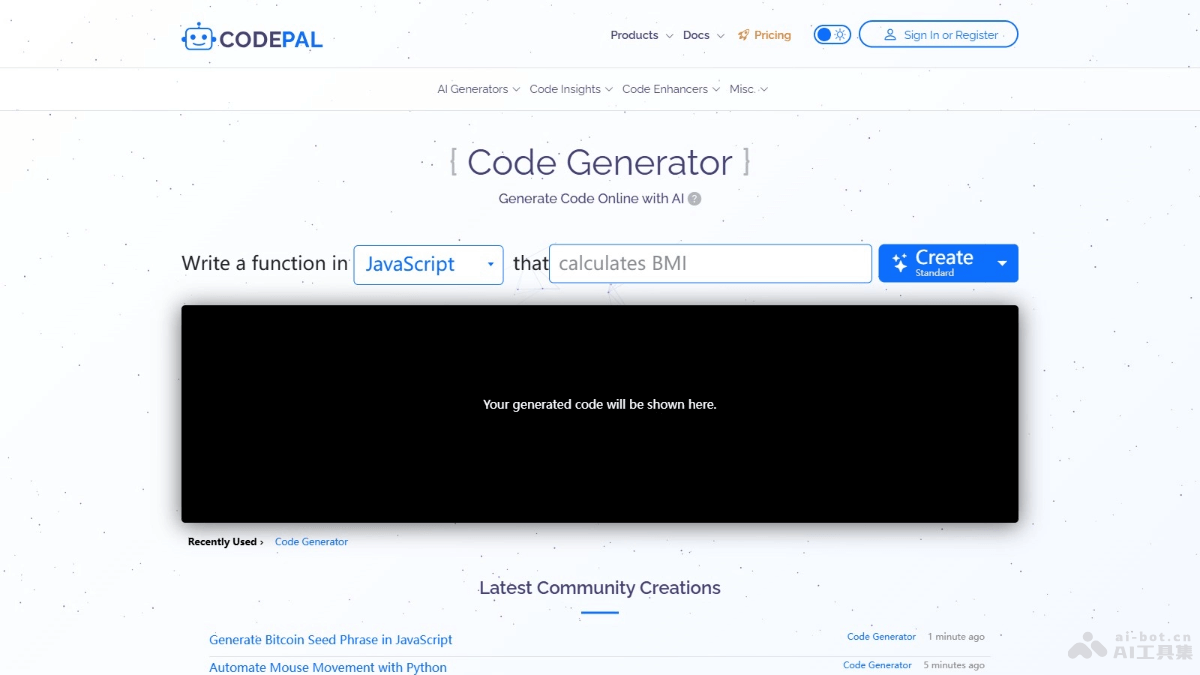 CODEPAL
Products Docs Pricing Sign In or Register
AI Generators Code Insights Code Enhancers Misc.
{ Code Generator }
Generate Code Online with AI ?
Write a function in JavaScript that calculates BMI Create
Standard
Your generated code will be shown here.
Recently Used › Code Generator
Latest Community Creations
Generate Bitcoin Seed Phrase in JavaScript Code Generator 1 minute ago
Automate Mouse Movement with Python Code Generator 5 minutes ago
ai-bot.cn
AI工具集